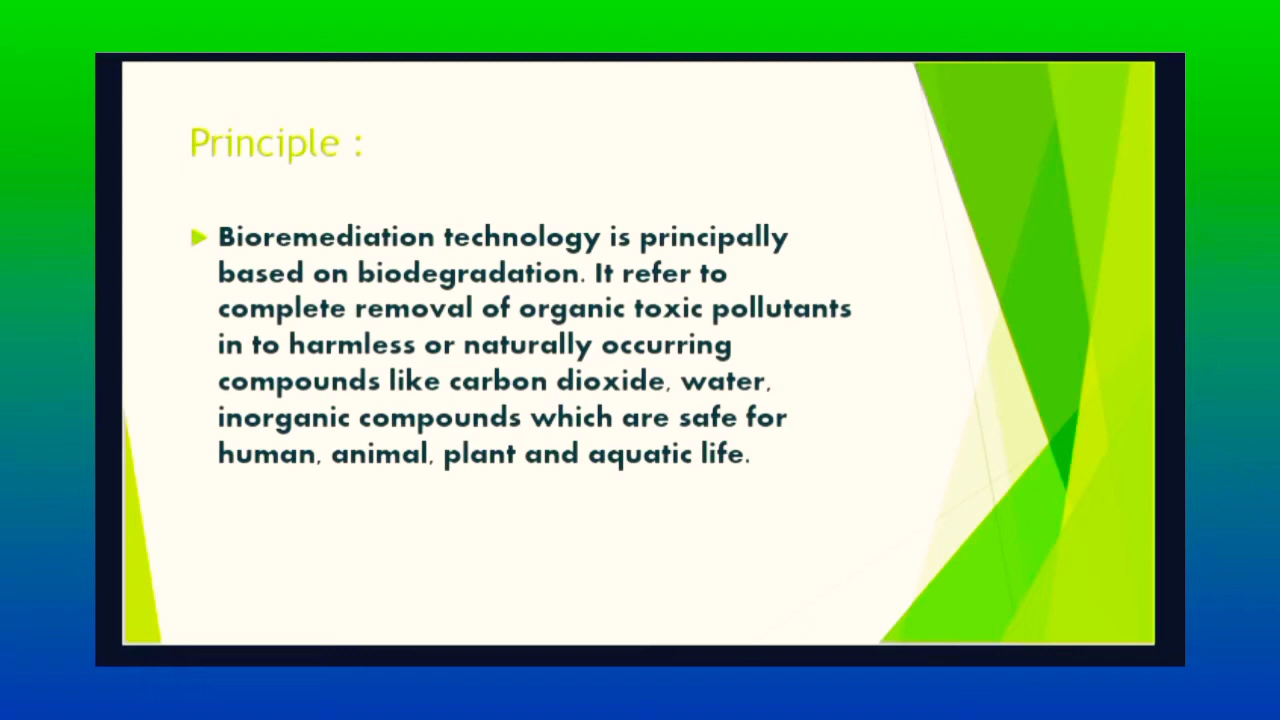 Principle :
Bioremediation technology is principally
based on biodegradation. It refer to
complete removal of organic toxic pollutants
in to harmless or naturally occurring
compounds like carbon dioxide, water,
inorganic compounds which are safe for
human, animal, plant and aquatic life.